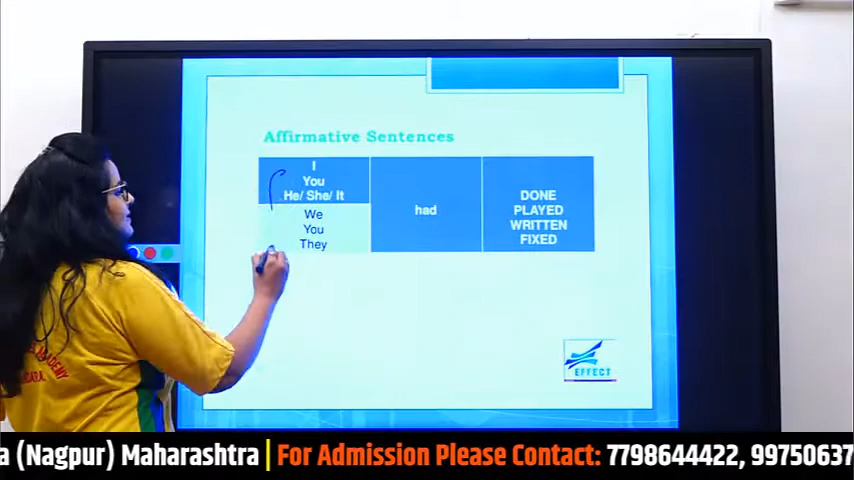 Affirmative Sentences
I
You
He/ She/ It
We
You
They
had
DONE
PLAYED
WRITTEN
FIXED
EFFECT
ACADEMY
a (Nagpur) Maharashtra | For Admission Please Contact: 7798644422, 99750637